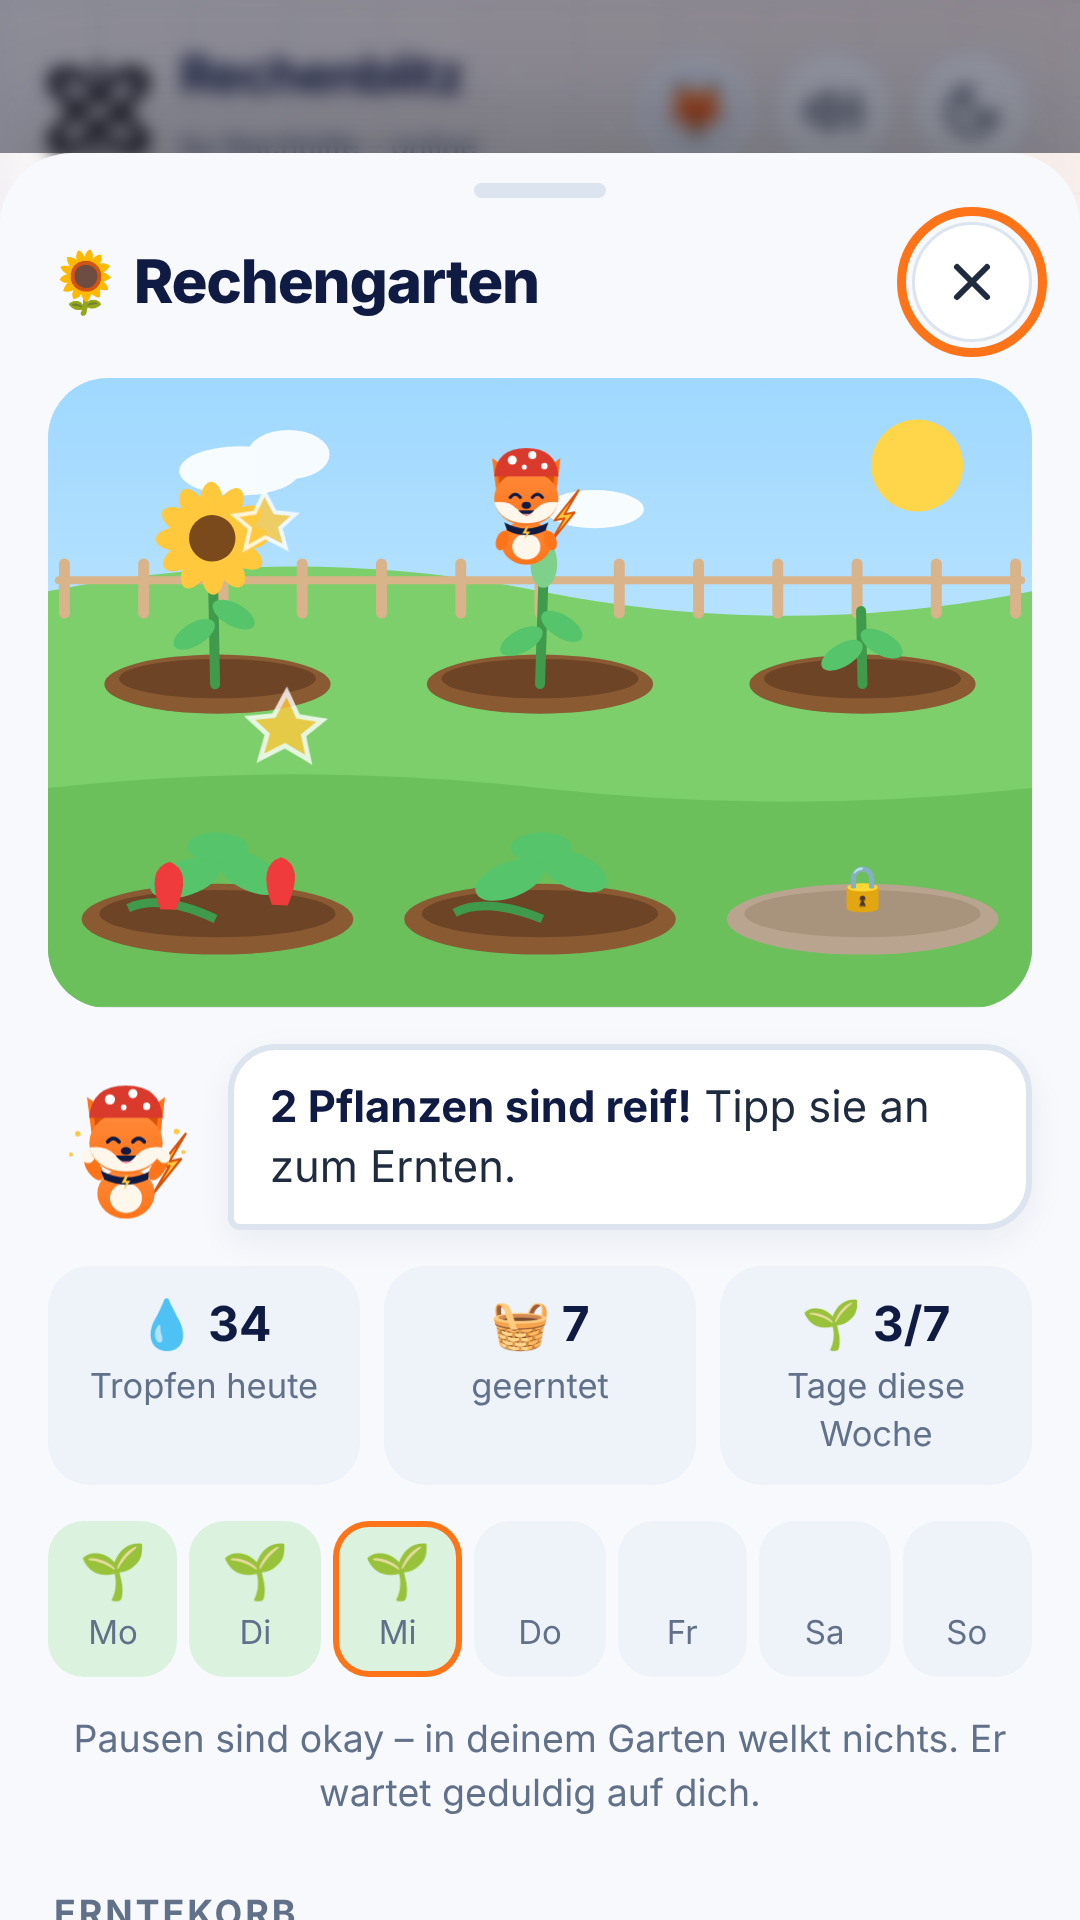 Rechenblitz
Rechengarten
2 Pflanzen sind reif! Tipp sie an
zum Ernten.
34
Tropfen heute
7
geerntet
3/7
Tage diese
Woche
Mo
Di
Mi
Do
Fr
Sa
So
Pausen sind okay – in deinem Garten welkt nichts. Er
wartet geduldig auf dich.
ERNTEKORB